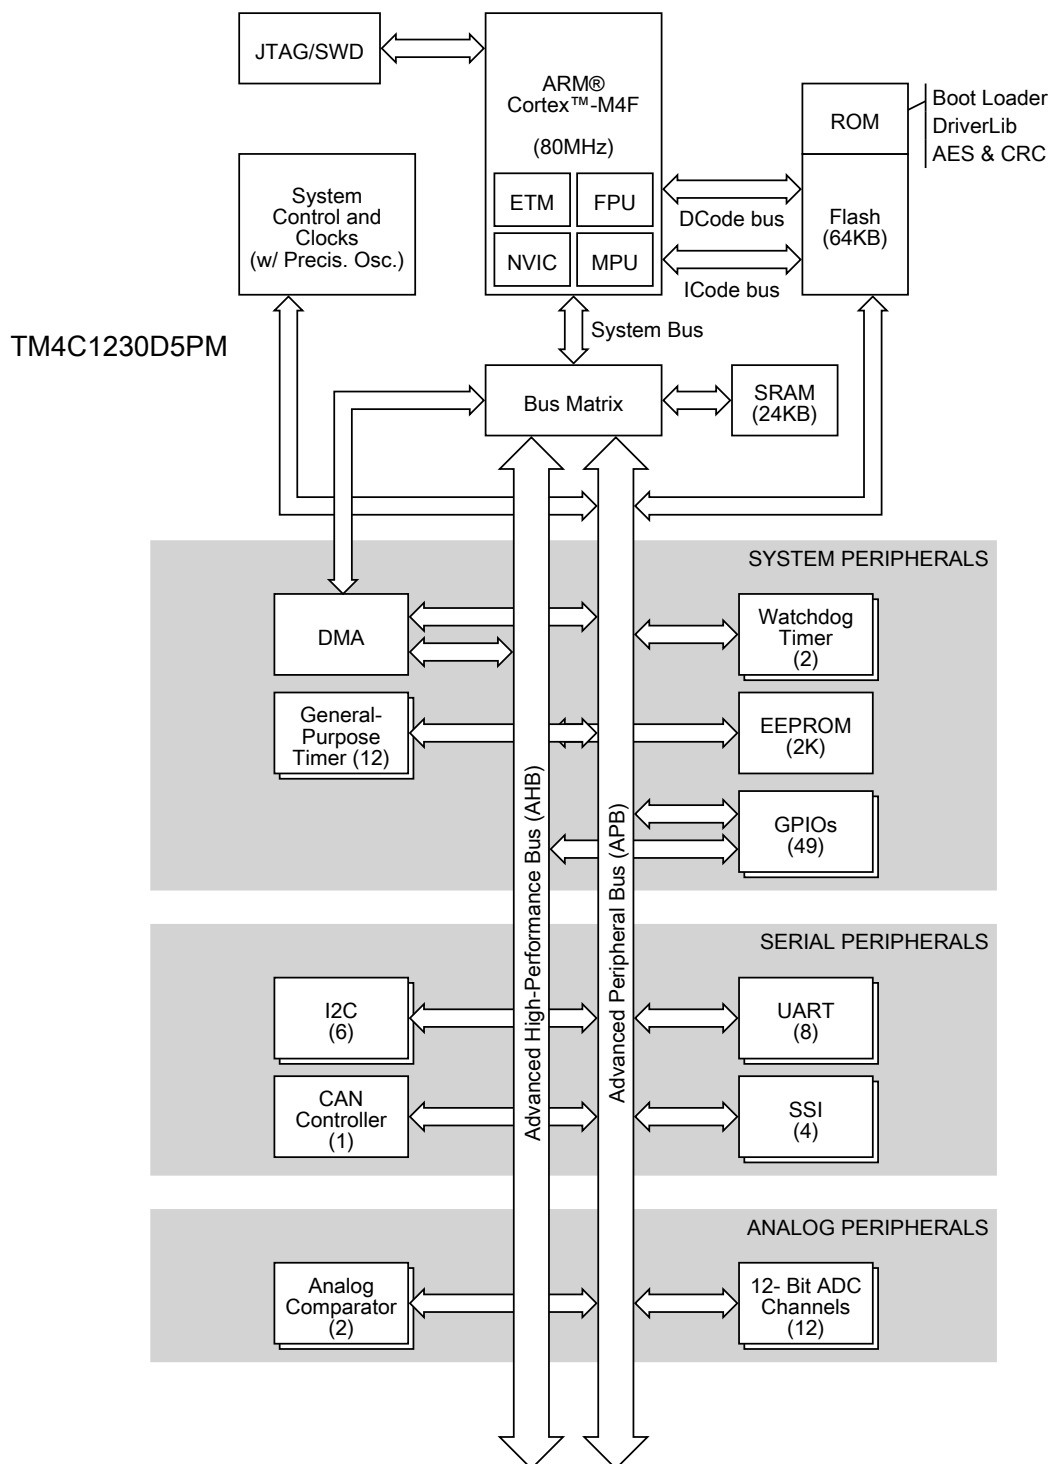 JTAG/SWD
ARM®
Cortex™-M4F
(80MHz)
ETM
FPU
NVIC
MPU
ROM
Boot Loader
DriverLib
AES & CRC
Flash
(64KB)
DCode bus
ICode bus
System
Control and
Clocks
(w/ Precis. Osc.)
TM4C1230D5PM
System Bus
Bus Matrix
SRAM
(24KB)
SYSTEM PERIPHERALS
DMA
Watchdog
Timer
(2)
General-
Purpose
Timer (12)
EEPROM
(2K)
GPIOs
(49)
Advanced High-Performance Bus (AHB)
Advanced Peripheral Bus (APB)
SERIAL PERIPHERALS
I2C
(6)
UART
(8)
CAN
Controller
(1)
SSI
(4)
ANALOG PERIPHERALS
Analog
Comparator
(2)
12- Bit ADC
Channels
(12)